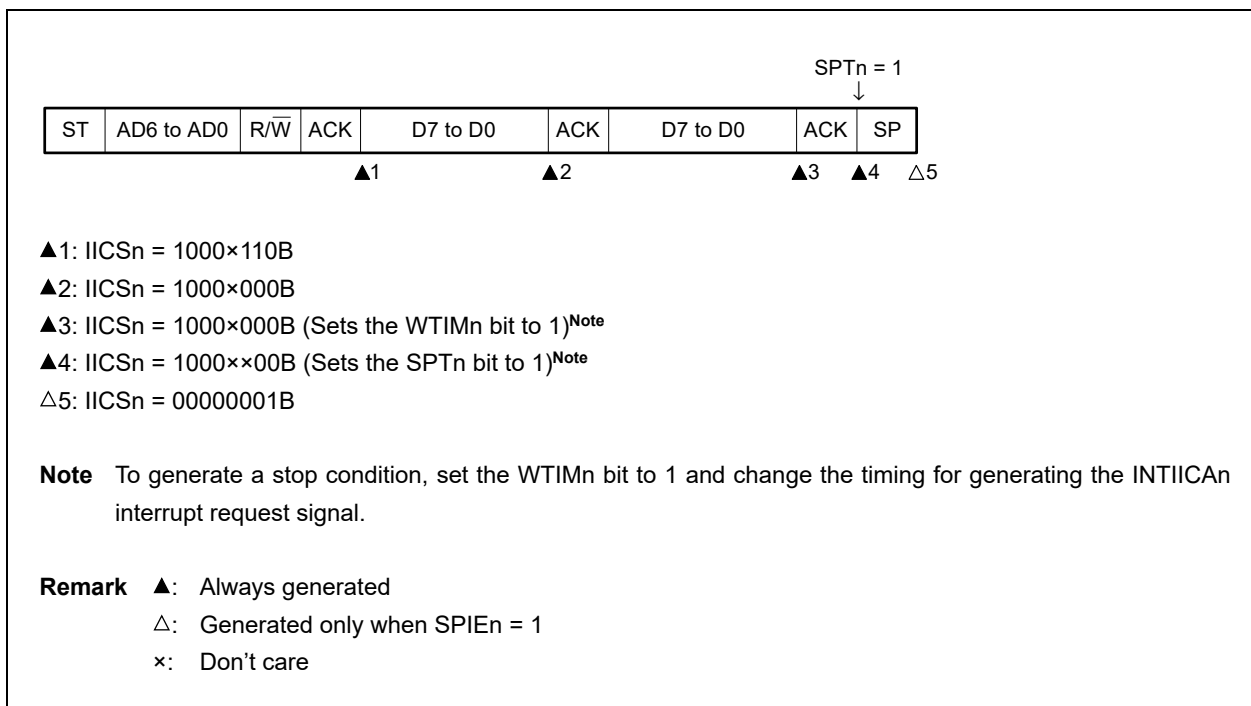 SPTn = 1
↓
ST AD6 to AD0 R/W̅ ACK D7 to D0 ACK D7 to D0 ACK SP
▲1 ▲2 ▲3 ▲4 △5
▲1: IICSn = 1000×110B
▲2: IICSn = 1000×000B
▲3: IICSn = 1000×000B (Sets the WTIMn bit to 1)Note
▲4: IICSn = 1000××00B (Sets the SPTn bit to 1)Note
△5: IICSn = 00000001B
Note To generate a stop condition, set the WTIMn bit to 1 and change the timing for generating the INTIICAn
interrupt request signal.
Remark ▲: Always generated
△: Generated only when SPIEn = 1
×: Don’t care